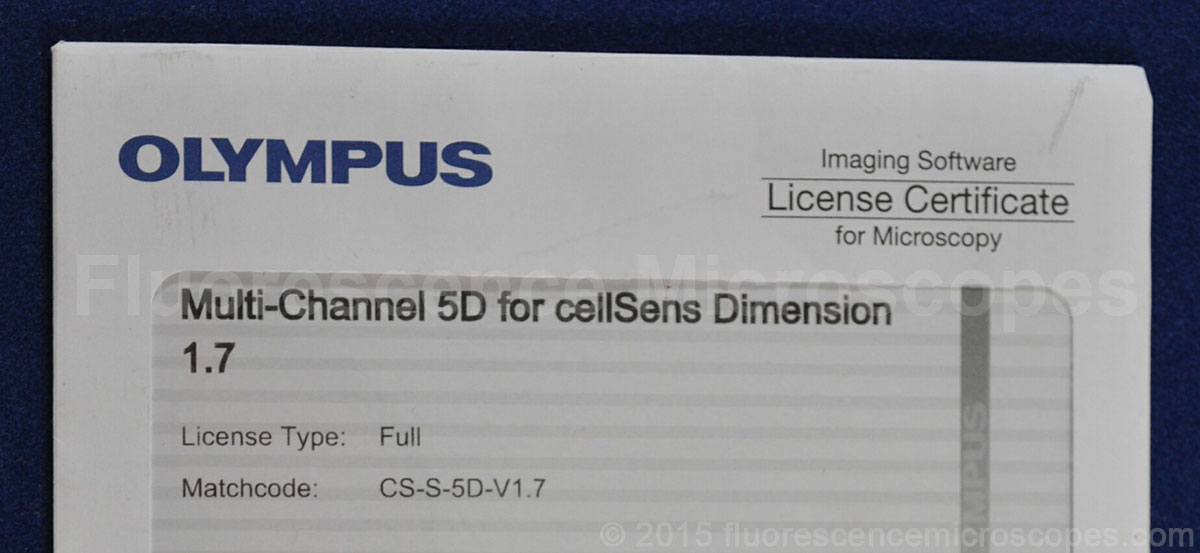 OLYMPUS
Imaging Software
License Certificate
for Microscopy
Fluorescence Microscopes
Multi-Channel 5D for cellSens Dimension
1.7
License Type: Full
Matchcode: CS-S-5D-V1.7
MPUS
© 2015 fluorescencemicroscopes.com